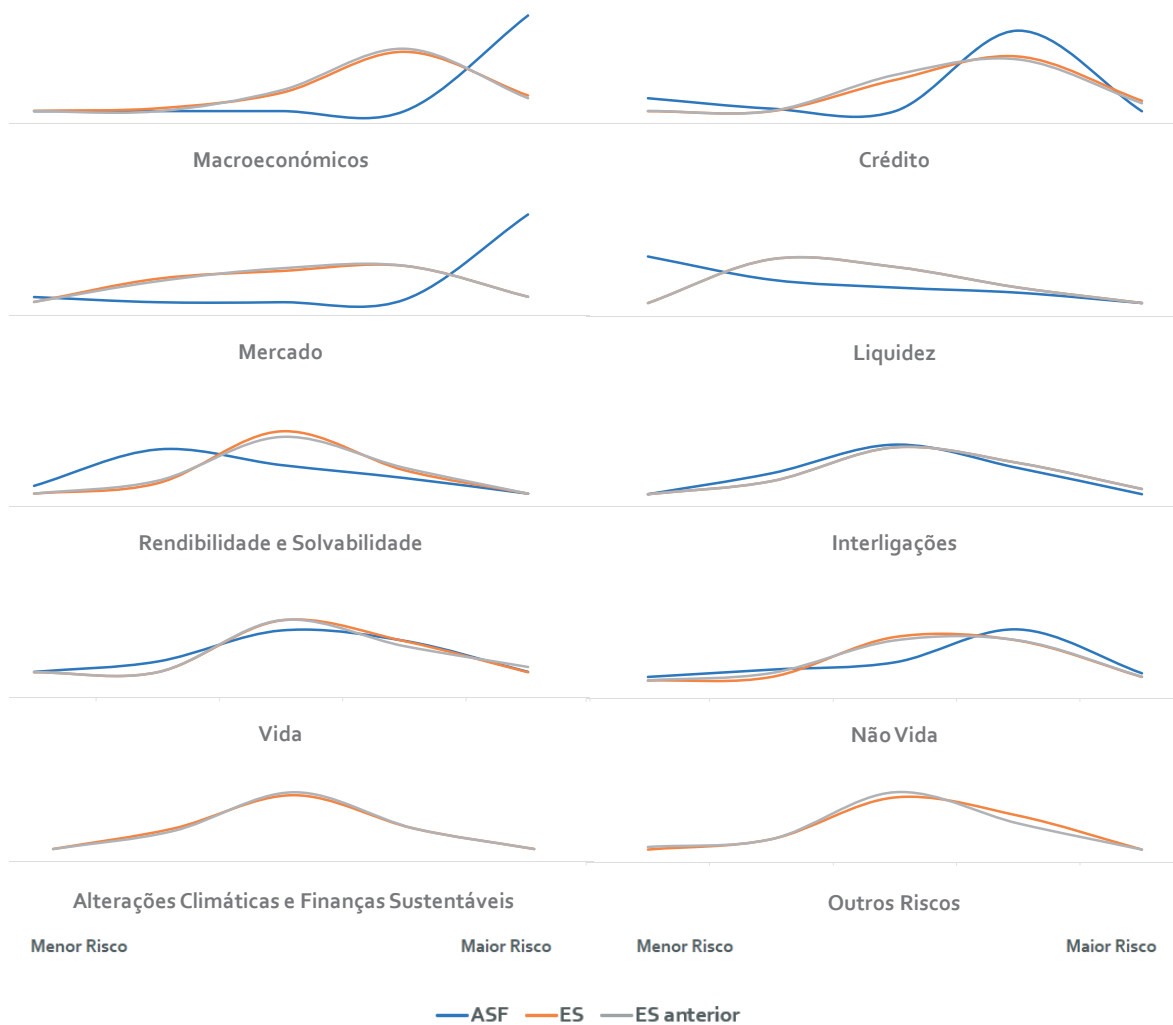 Macroeconómicos
Crédito
Mercado
Liquidez
Rendibilidade e Solvabilidade
Interligações
Vida
Não Vida
Alterações Climáticas e Finanças Sustentáveis
Outros Riscos
Menor Risco
Maior Risco
Menor Risco
Maior Risco
ASF
ES
ES anterior